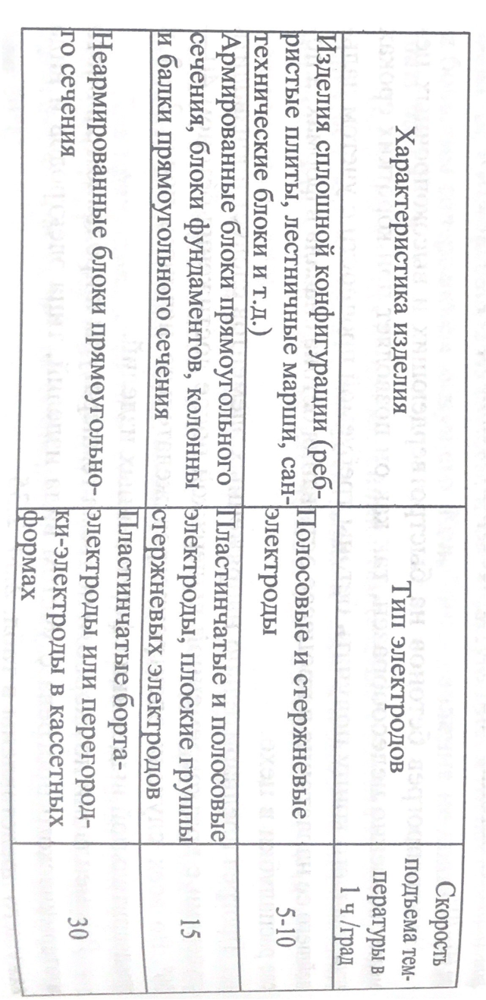 Характеристика изделия
Тип электродов
Скорость
подъема тем-
пературы в
1 ч /град
Изделия сплошной конфигурации (реб-
ристые плиты, лестничные марши, сан-
технические блоки и т.д.)
Полосовые и стержневые
электроды
5-10
Армированные блоки прямоугольного
сечения, блоки фундаментов, колонны
и балки прямоугольного сечения
Пластинчатые и полосовые
электроды, плоские группы
стержневых электродов
15
Неармированные блоки прямоугольно-
го сечения
Пластинчатые борта-
электроды или перегород-
ки-электроды в кассетных
формах
30